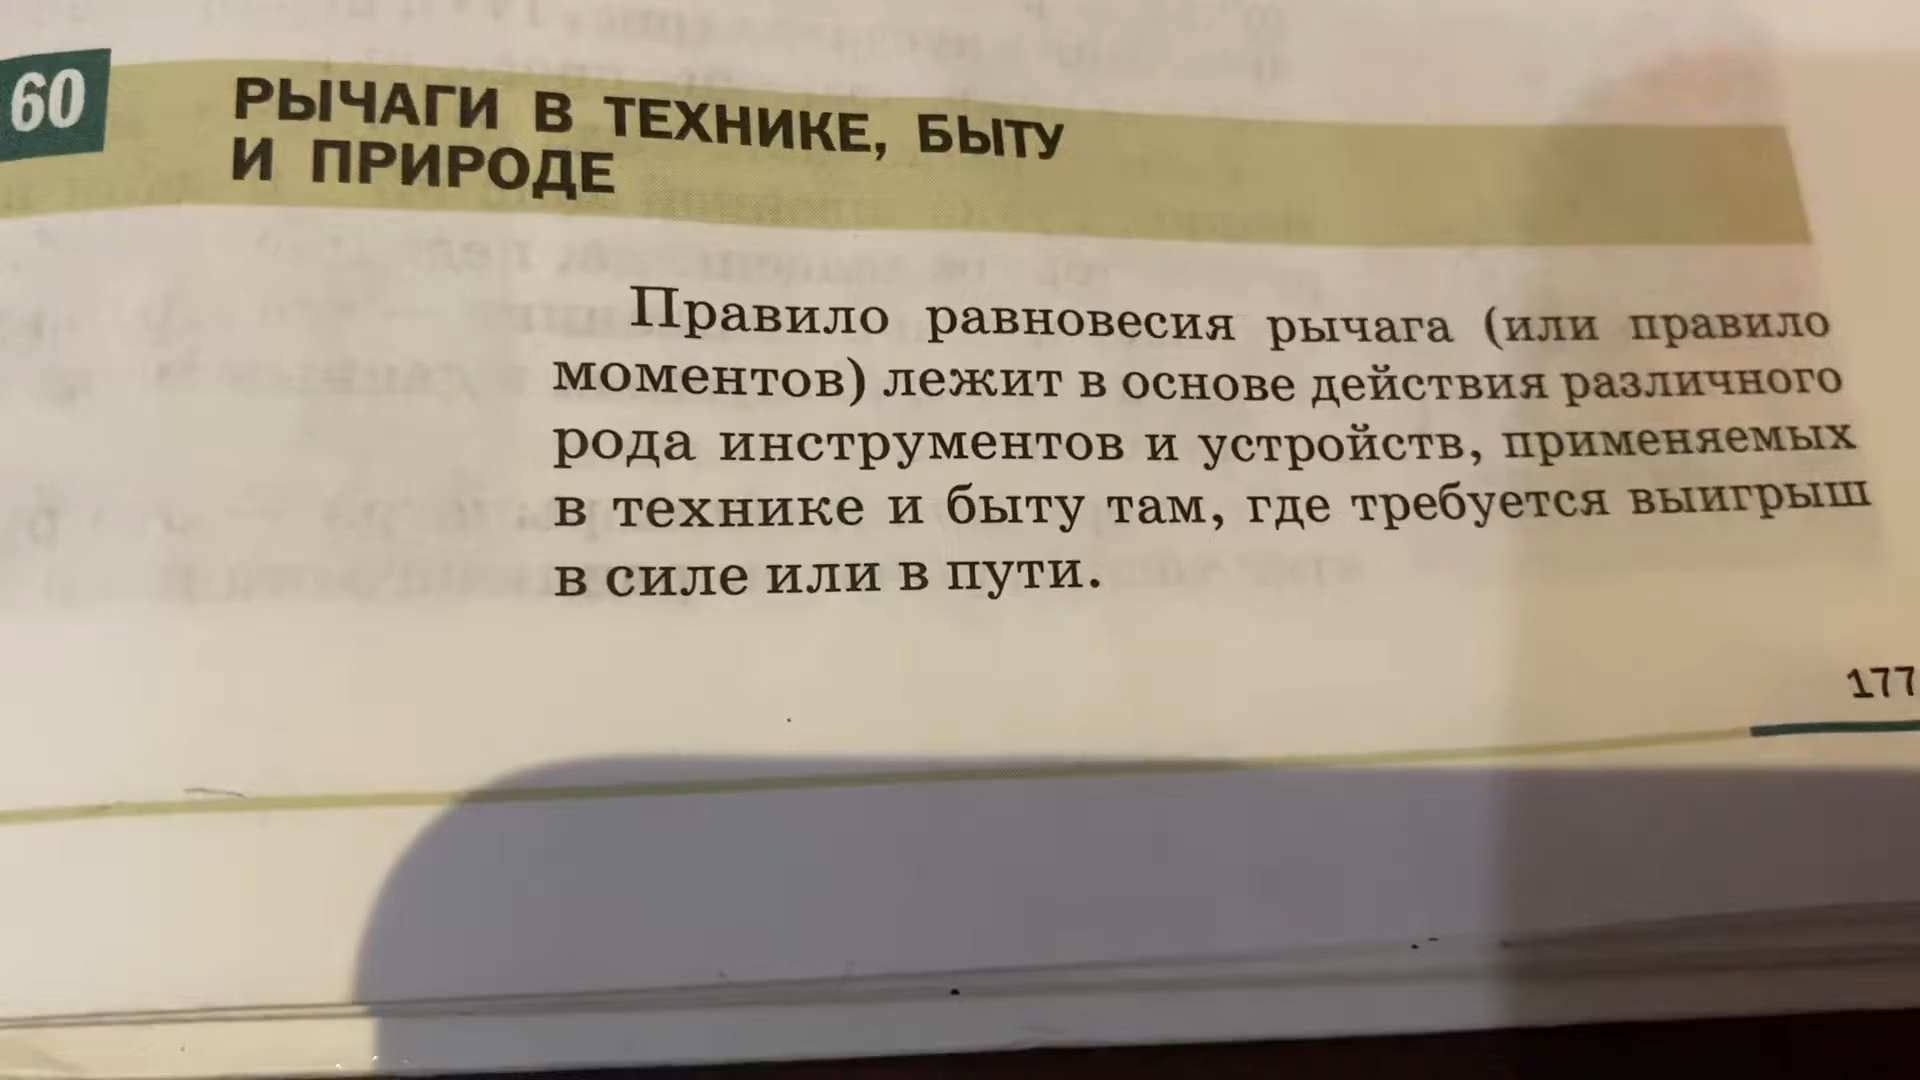 60
РЫЧАГИ В ТЕХНИКЕ, БЫТУ
И ПРИРОДЕ
Правило равновесия рычага (или правило
моментов) лежит в основе действия различного
рода инструментов и устройств, применяемых
в технике и быту там, где требуется выигрыш
в силе или в пути.
177